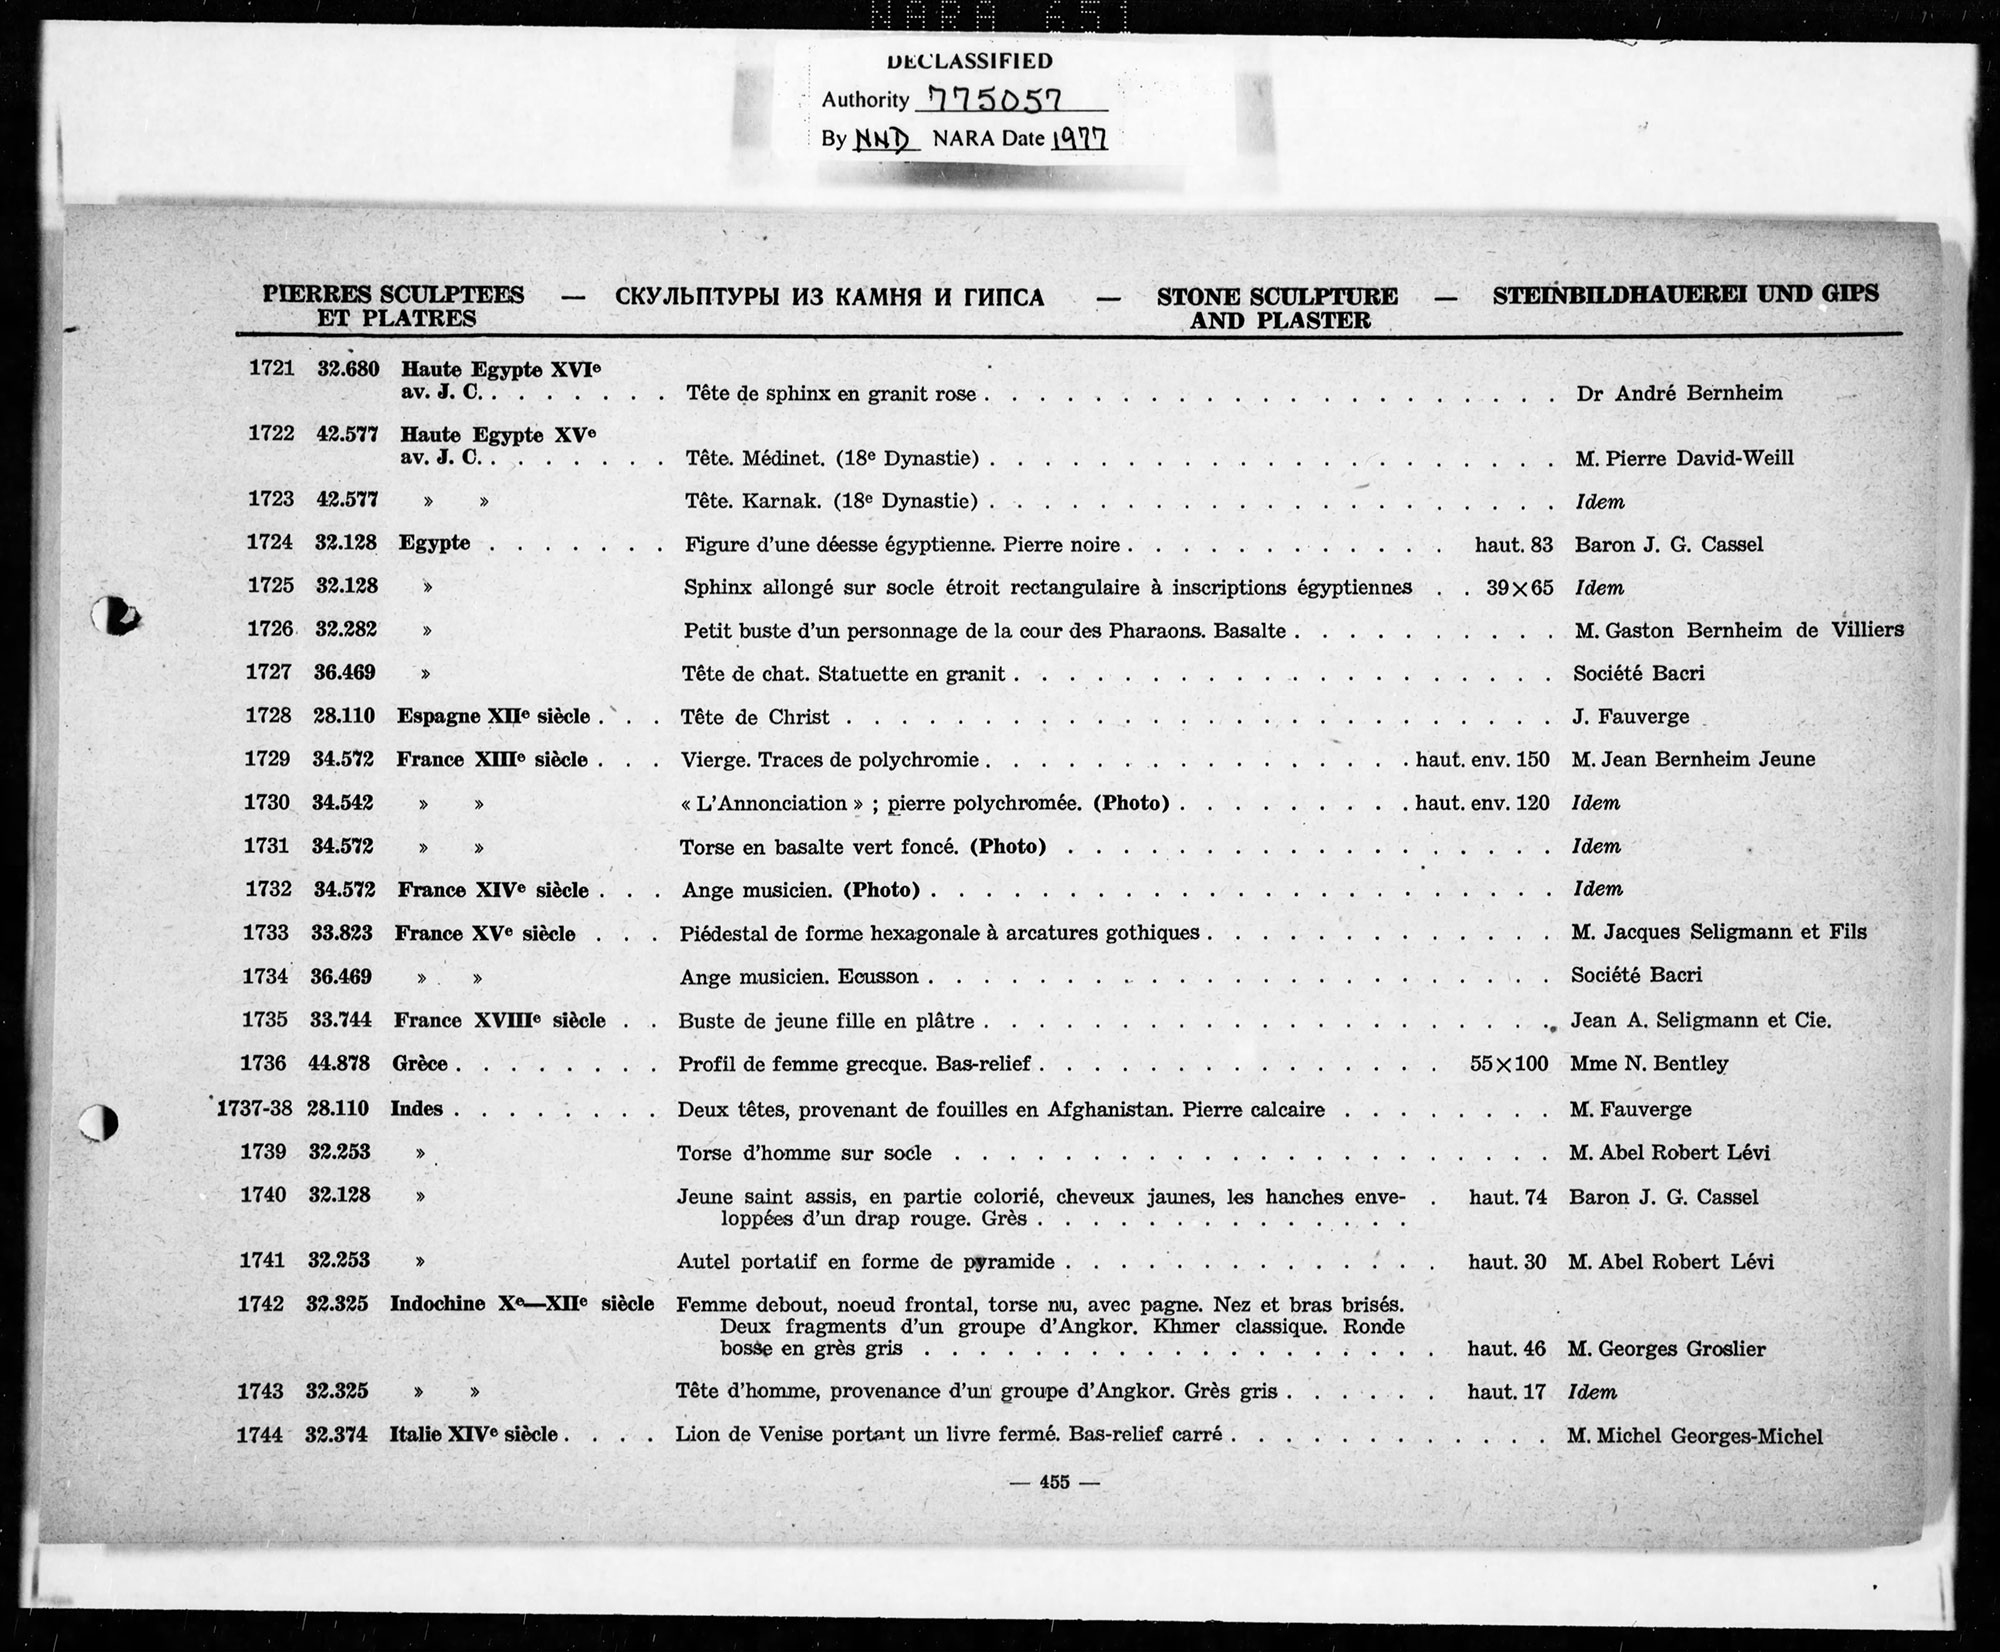 NARA 651
DECLASSIFIED
Authority 775057
By NND NARA Date 1977
PIERRES SCULPTEES — СКУЛЬПТУРЫ ИЗ КАМНЯ И ГИПСА — STONE SCULPTURE — STEINBILDHAUEREI UND GIPS
ET PLATRES AND PLASTER
1721 32.680 Haute Egypte XVIe
av. J. C. . . . . . . . Tête de sphinx en granit rose . . . . . . . . . . . . . . . . . . . . . Dr André Bernheim
1722 42.577 Haute Egypte XVe
av. J. C. . . . . . . . Tête. Médinet. (18e Dynastie) . . . . . . . . . . . . . . . . . . . . . M. Pierre David-Weill
1723 42.577 » » Tête. Karnak. (18e Dynastie) . . . . . . . . . . . . . . . . . . . . . Idem
1724 32.128 Egypte . . . . . . . Figure d'une déesse égyptienne. Pierre noire . . . . . . . . . . . . haut. 83 Baron J. G. Cassel
1725 32.128 » Sphinx allongé sur socle étroit rectangulaire à inscriptions égyptiennes . . 39×65 Idem
1726 32.282 » Petit buste d'un personnage de la cour des Pharaons. Basalte . . . . . . . . . . M. Gaston Bernheim de Villiers
1727 36.469 » Tête de chat. Statuette en granit . . . . . . . . . . . . . . . . . . . . Société Bacri
1728 28.110 Espagne XIIe siècle . . . Tête de Christ . . . . . . . . . . . . . . . . . . . . . . . . . . J. Fauverge
1729 34.572 France XIIIe siècle . . . Vierge. Traces de polychromie . . . . . . . . . . . . . . . . haut. env. 150 M. Jean Bernheim Jeune
1730 34.542 » » « L'Annonciation » ; pierre polychromée. (Photo) . . . . . . . . . haut. env. 120 Idem
1731 34.572 » » Torse en basalte vert foncé. (Photo) . . . . . . . . . . . . . . . . . . Idem
1732 34.572 France XIVe siècle . . . Ange musicien. (Photo) . . . . . . . . . . . . . . . . . . . . . . . Idem
1733 33.823 France XVe siècle . . . Piédestal de forme hexagonale à arcatures gothiques . . . . . . . . . . . . . M. Jacques Seligmann et Fils
1734 36.469 » » Ange musicien. Ecusson . . . . . . . . . . . . . . . . . . . . . . . Société Bacri
1735 33.744 France XVIIIe siècle . . Buste de jeune fille en plâtre . . . . . . . . . . . . . . . . . . . . . Jean A. Seligmann et Cie.
1736 44.878 Grèce . . . . . . . . Profil de femme grecque. Bas-relief . . . . . . . . . . . . . . . 55×100 Mme N. Bentley
1737-38 28.110 Indes . . . . . . . . Deux têtes, provenant de fouilles en Afghanistan. Pierre calcaire . . . . . . . . M. Fauverge
1739 32.253 » Torse d'homme sur socle . . . . . . . . . . . . . . . . . . . . . . M. Abel Robert Lévi
1740 32.128 » Jeune saint assis, en partie colorié, cheveux jaunes, les hanches enve- . haut. 74 Baron J. G. Cassel
loppées d'un drap rouge. Grès . . . . . . . . . . . . . .
1741 32.253 » Autel portatif en forme de pyramide . . . . . . . . . . . . . . haut. 30 M. Abel Robert Lévi
1742 32.325 Indochine Xe—XIIe siècle Femme debout, noeud frontal, torse nu, avec pagne. Nez et bras brisés.
Deux fragments d'un groupe d'Angkor. Khmer classique. Ronde
bosse en grès gris . . . . . . . . . . . . . . . . . . . haut. 46 M. Georges Groslier
1743 32.325 » » Tête d'homme, provenance d'un groupe d'Angkor. Grès gris . . . . . . haut. 17 Idem
1744 32.374 Italie XIVe siècle . . . . Lion de Venise portant un livre fermé. Bas-relief carré . . . . . . . . . . . . M. Michel Georges-Michel
— 455 —